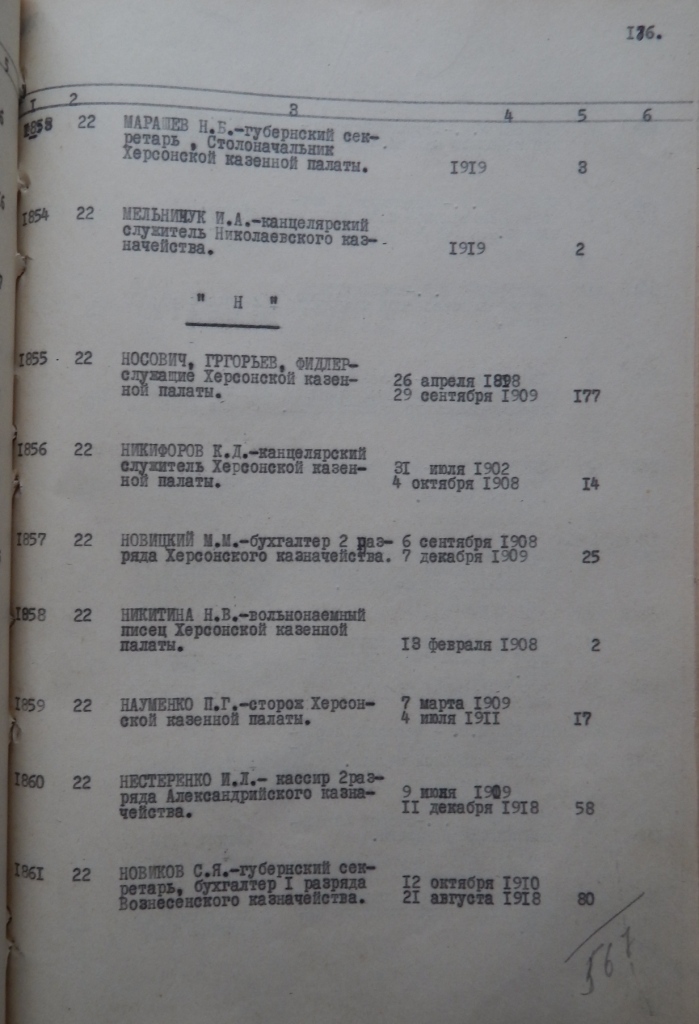 176.
1 2 3 4 5 6
1853 22 МАРАШЕВ Н.Б.-губернский сек-
ретарь , Столоначальник
Херсонской казенной палаты. 1919 3
1854 22 МЕЛЬНИЧУК И.А.-канцелярский
служитель Николаевского каз-
начейства. 1919 2
" Н "
1855 22 НОСОВИЧ, ГРГОРЬЕВ, ФИДЛЕР-
служащие Херсонской казен- 26 апреля 1898
ной палаты. 29 сентября 1909 177
1856 22 НИКИФОРОВ К.Д.-канцелярский
служитель Херсонской казен- 31 июля 1902
ной палаты. 4 октября 1908 14
1857 22 НОВИЦКИЙ М.М.-бухгалтер 2 раз- 6 сентября 1908
ряда Херсонского казначейства. 7 декабря 1909 25
1858 22 НИКИТИНА Н.В.-вольнонаемный
писец Херсонской казенной
палаты. 13 февраля 1908 2
1859 22 НАУМЕНКО П.Г.-сторох Херсон- 7 марта 1909
ской казенной палаты. 4 июля 1911 17
1860 22 НЕСТЕРЕНКО И.Л.- кассир 2раз-
ряда Александрийского казна- 9 июня 1909
чейства. 11 декабря 1918 58
1861 22 НОВИКОВ С.Я.-губернский сек-
ретарь, бухгалтер I разряда 12 октября 1910
Вознесенского казначейства. 21 августа 1918 80
567